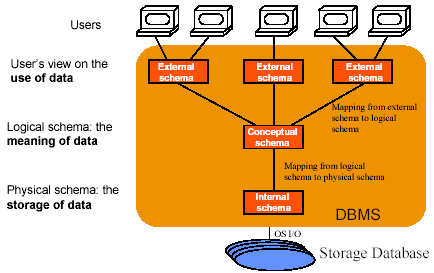 Users
User's view on the
use of data
External
schema
External
schema
External
schema
Mapping from external
schema to logical
schema
Logical schema: the
meaning of data
Conceptual
schema
Mapping from logical
schema to physical schema
Physical schema: the
storage of data
Internal
schema
DBMS
OS I/O
Storage Database